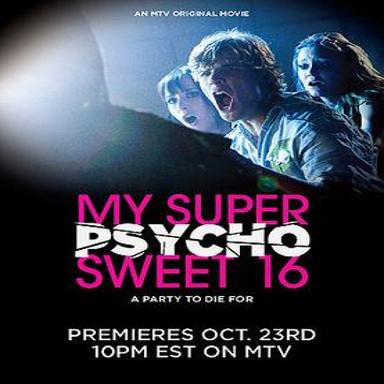 AN MTV ORIGINAL MOVIE
MY SUPER
PSYCHO
SWEET 16
A PARTY TO DIE FOR
PREMIERES OCT. 23RD
10PM EST ON MTV